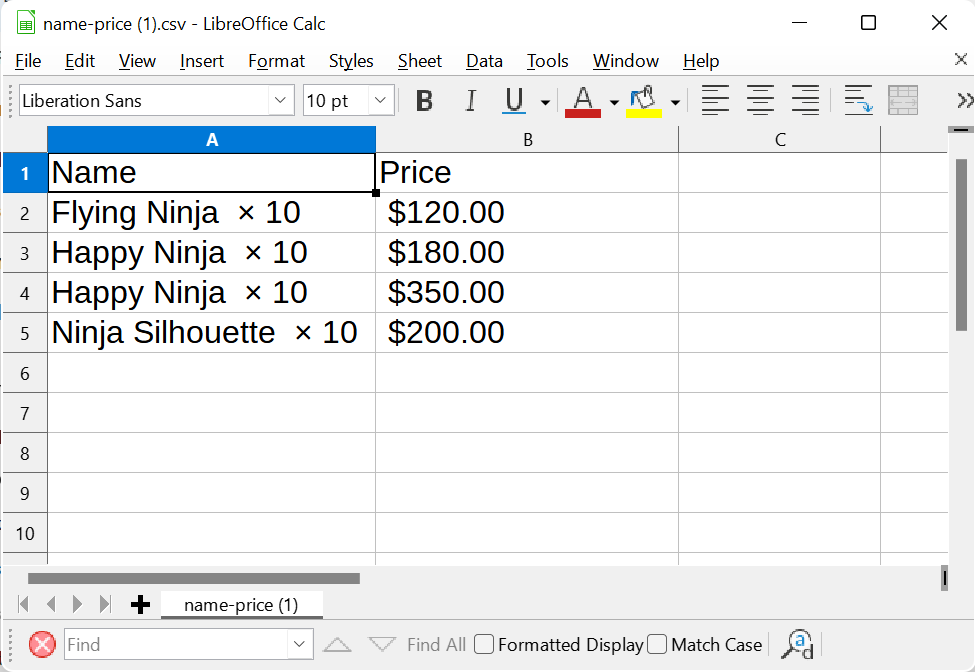 name-price (1).csv - LibreOffice Calc
File Edit View Insert Format Styles Sheet Data Tools Window Help
Liberation Sans 10 pt B I U A
A B C
1 Name Price
2 Flying Ninja × 10 $120.00
3 Happy Ninja × 10 $180.00
4 Happy Ninja × 10 $350.00
5 Ninja Silhouette × 10 $200.00
6
7
8
9
10
name-price (1)
Find Find All Formatted Display Match Case